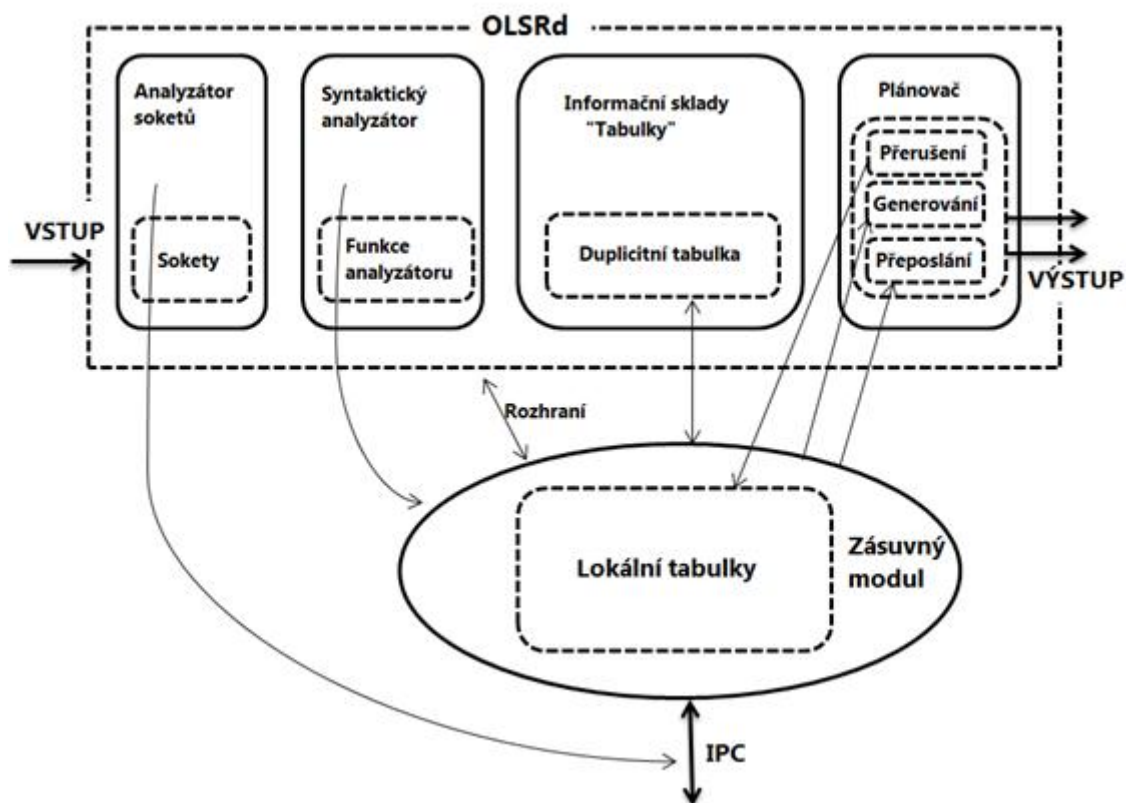 OLSRd
Analyzátor
soketů
Sokety
Syntaktický
analyzátor
Funkce
analyzátoru
Informační sklady
"Tabulky"
Duplicitní tabulka
Plánovač
Přerušení
Generování
Přeposlání
VSTUP
VÝSTUP
Rozhraní
Lokální tabulky
Zásuvný
modul
IPC